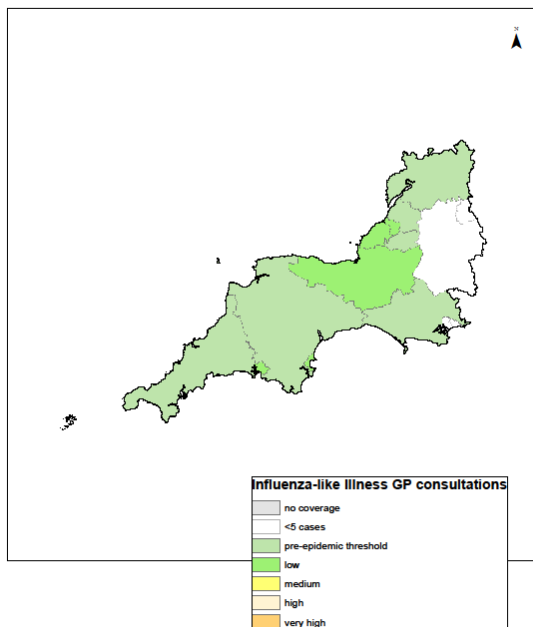 N
Influenza-like Illness GP consultations
no coverage
<5 cases
pre-epidemic threshold
low
medium
high
very high